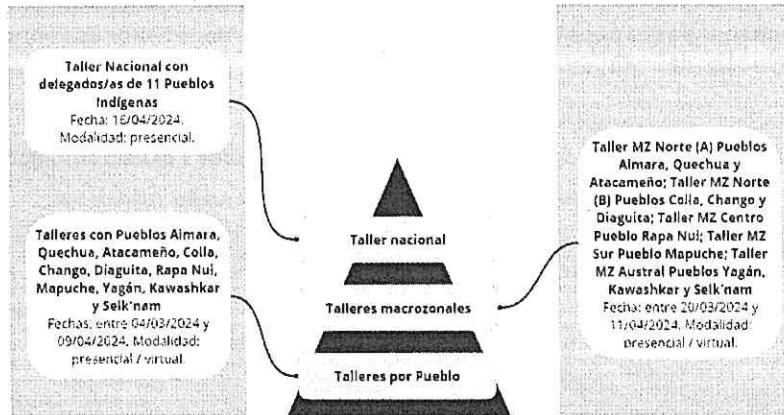 Taller Nacional con
delegados/as de 11 Pueblos
Indígenas
Fecha: 16/04/2024.
Modalidad: presencial.
Talleres con Pueblos Aimara,
Quechua, Atacameño, Colla,
Chango, Diaguita, Rapa Nui,
Mapuche, Yagán, Kawashkar
y Selk'nam
Fechas: entre 04/03/2024 y
09/04/2024. Modalidad:
presencial / virtual.
Taller nacional
Talleres macrozonales
Talleres por Pueblo
Taller MZ Norte (A) Pueblos
Aimara, Quechua y
Atacameño; Taller MZ Norte
(B) Pueblos Colla, Chango y
Diaguita; Taller MZ Centro
Pueblo Rapa Nui; Taller MZ
Sur Pueblo Mapuche; Taller
MZ Austral Pueblos Yagán,
Kawashkar y Selk'nam
Fecha: entre 20/03/2024 y
11/04/2024. Modalidad:
presencial / virtual.